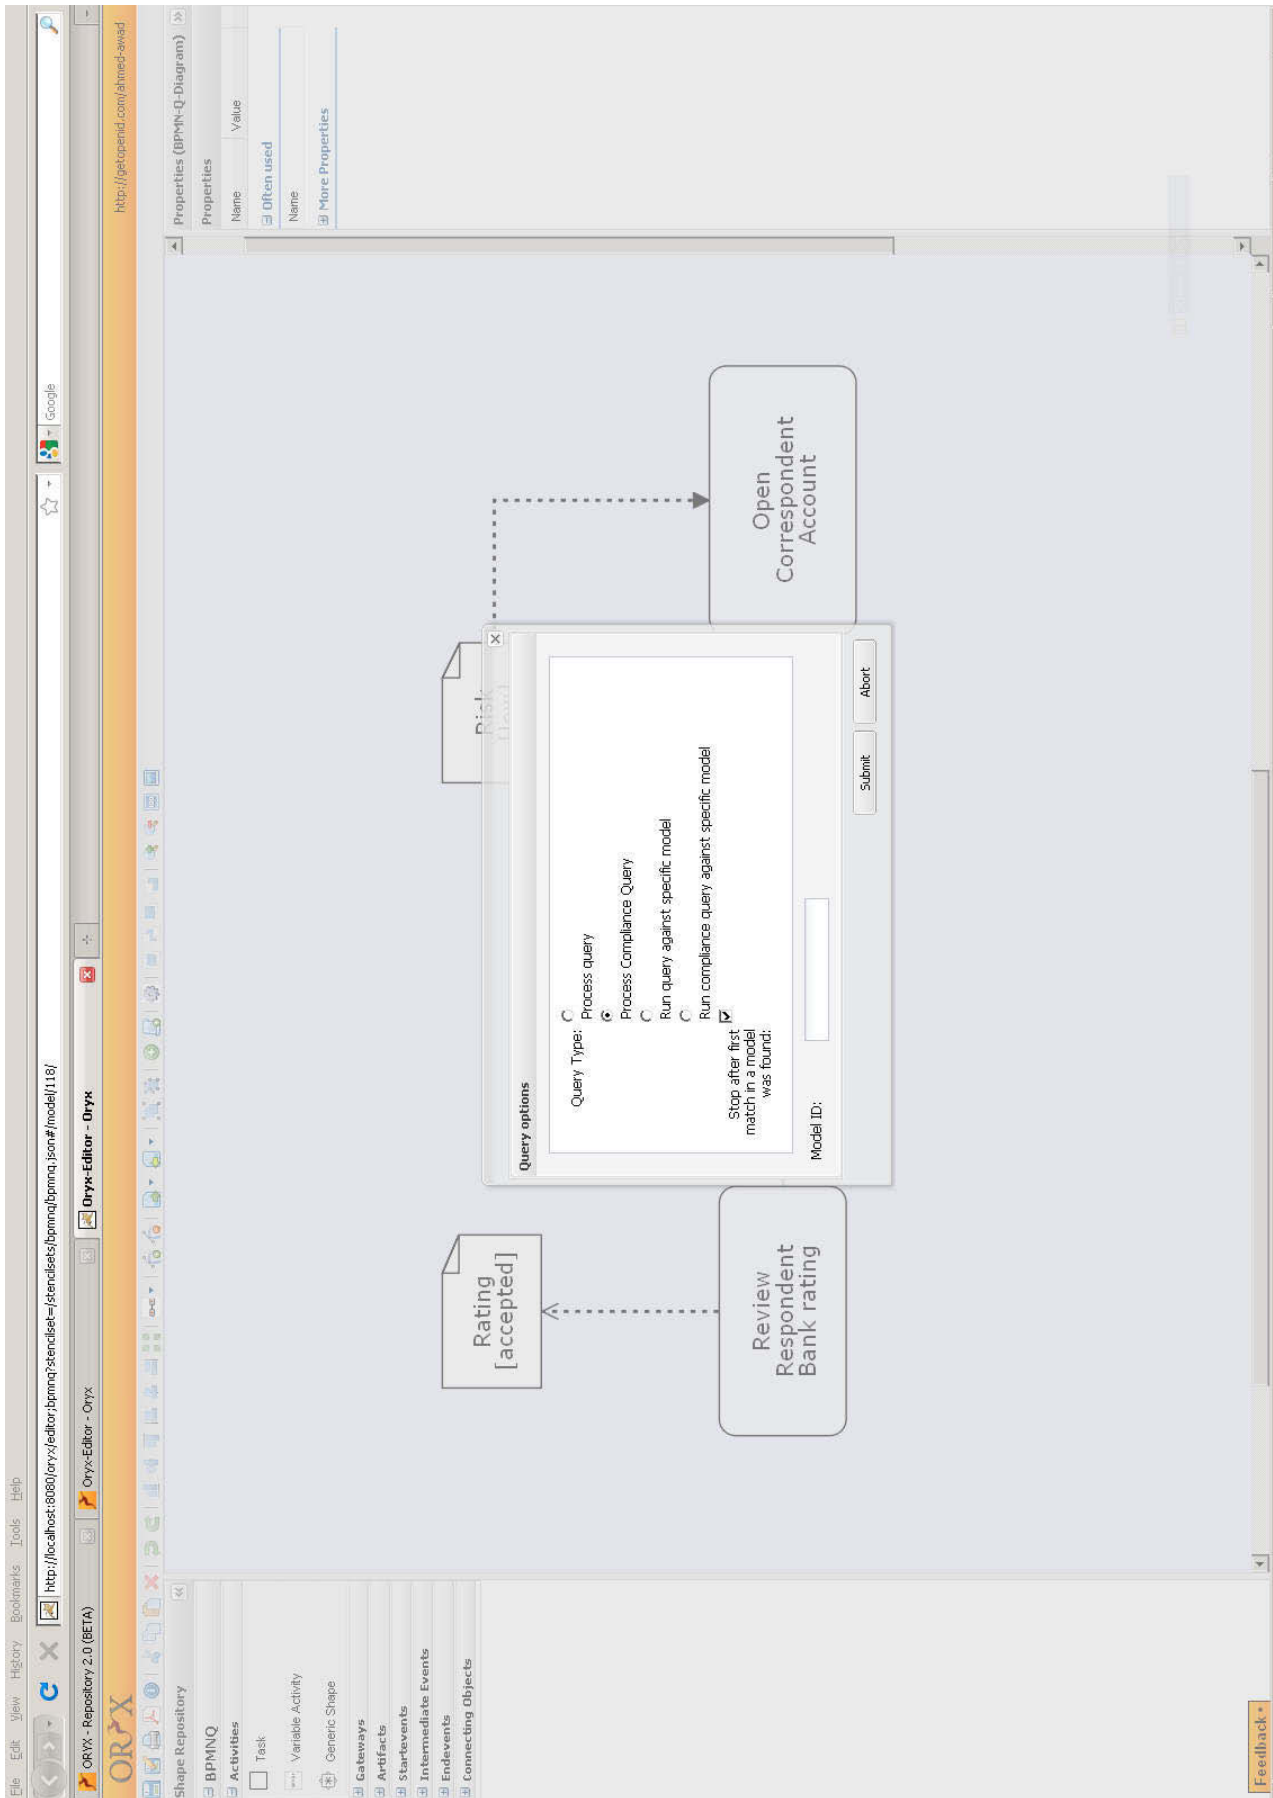 File Edit View History Bookmarks Tools Help
http://localhost:8080/oryx/editor;bpmnq?stencilset=/stencilsets/bpmnq/bpmnq.json#/model/118/
Google
ORYX - Repository 2.0 (BETA)
Oryx-Editor - Oryx
Oryx-Editor - Oryx
ORYX
http://getopenid.com/ahmed-awad
Shape Repository
BPMNQ
Activities
Task
Variable Activity
Generic Shape
Gateways
Artifacts
Startevents
Intermediate Events
Endevents
Connecting Objects
Rating
[accepted]
Review
Respondent
Bank rating
Risk
Open
Correspondent
Account
Query options
Query Type:
Process query
Process Compliance Query
Run query against specific model
Run compliance query against specific model
Stop after first
match in a model
was found:
Model ID:
Submit
Abort
Properties (BPMN-Q-Diagram)
Properties
Name Value
Often used
Name
More Properties
Feedback